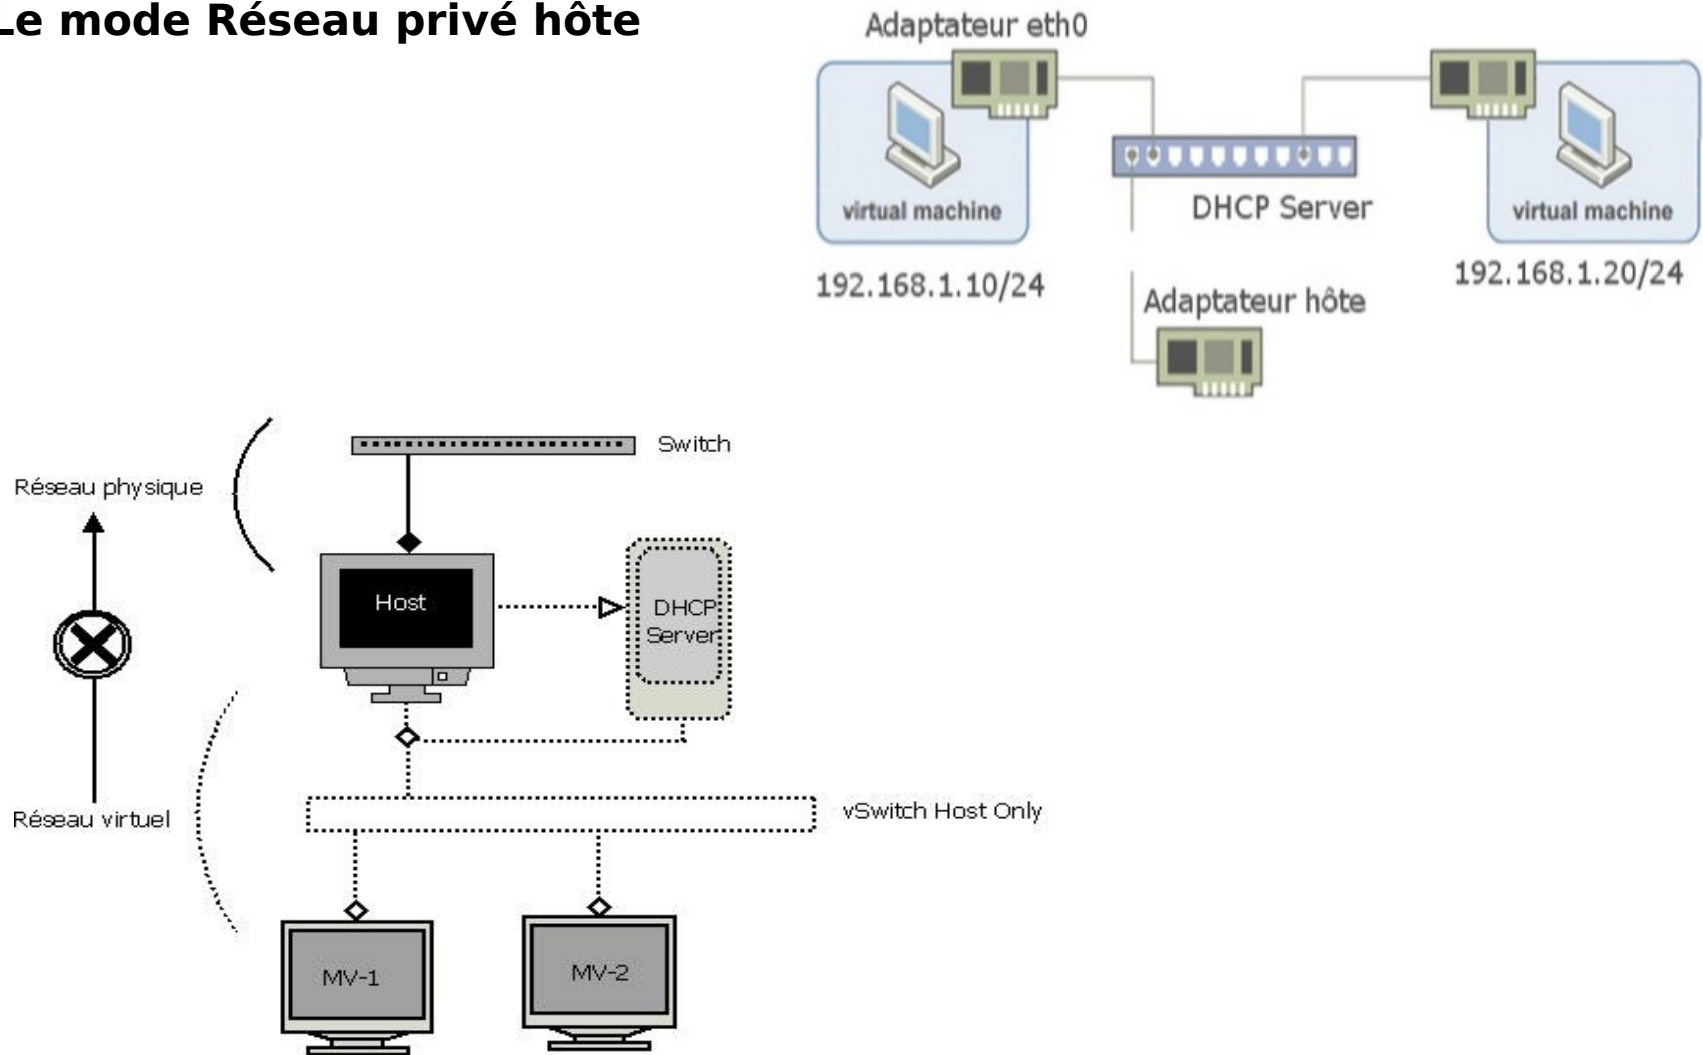 Le mode Réseau privé hôte
Adaptateur eth0
virtual machine
DHCP Server
virtual machine
192.168.1.10/24
192.168.1.20/24
Adaptateur hôte
Switch
Réseau physique
Host
DHCP
Server
Réseau virtuel
vSwitch Host Only
MV-1
MV-2